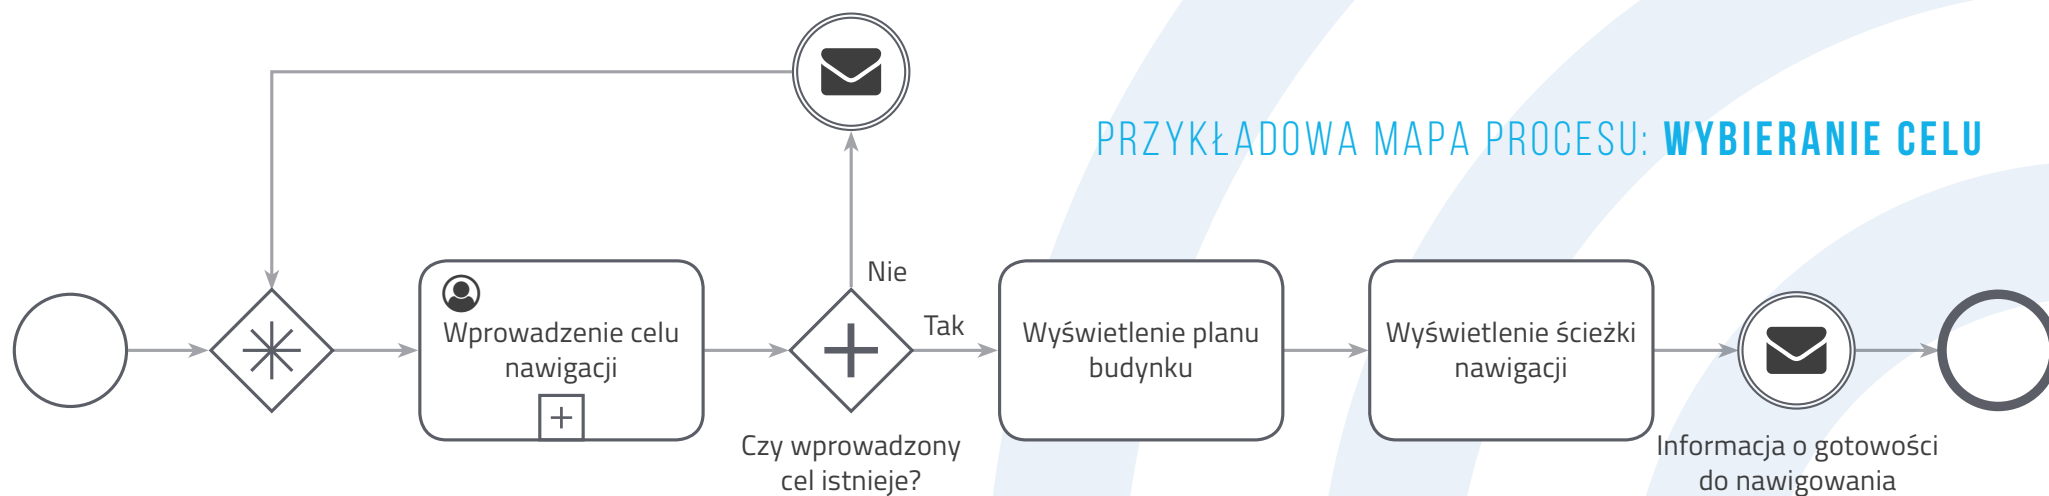 PRZYKŁADOWA MAPA PROCESU: WYBIERANIE CELU
Nie
Tak
Wprowadzenie celu
nawigacji
Czy wprowadzony
cel istnieje?
Wyświetlenie planu
budynku
Wyświetlenie ścieżki
nawigacji
Informacja o gotowości
do nawigowania